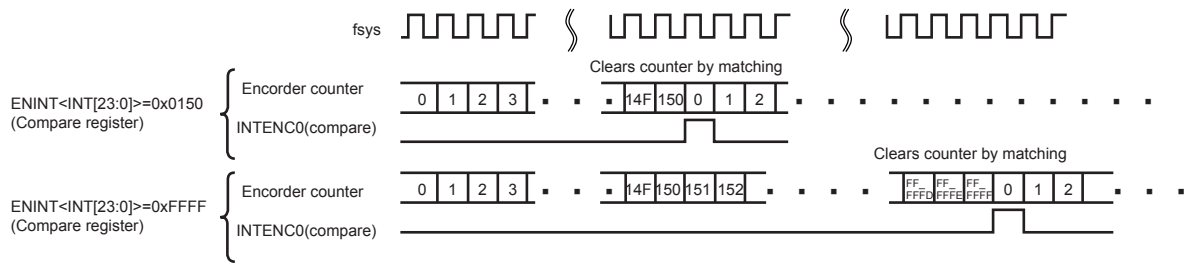 fsys
Clears counter by matching
ENINT<INT[23:0]>=0x0150
(Compare register)
Encorder counter
0 1 2 3 14F 150 0 1 2
INTENC0(compare)
Clears counter by matching
ENINT<INT[23:0]>=0xFFFF
(Compare register)
Encorder counter
0 1 2 3 14F 150 151 152 FF_FFFD FF_FFFE FF_FFFF 0 1 2
INTENC0(compare)